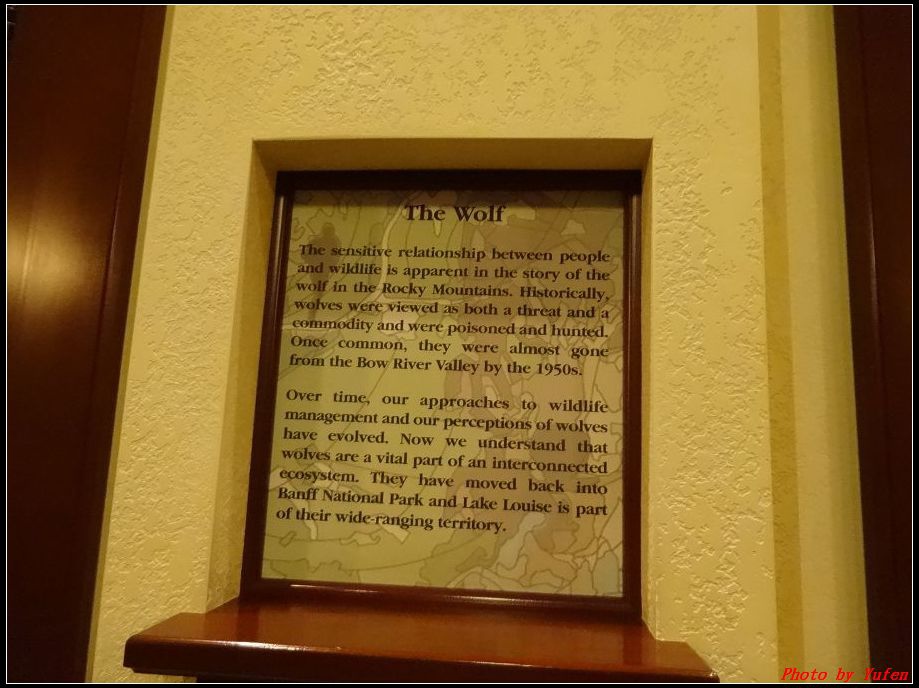 The Wolf
The sensitive relationship between people
and wildlife is apparent in the story of the
wolf in the Rocky Mountains. Historically,
wolves were viewed as both a threat and a
commodity and were poisoned and hunted.
Once common, they were almost gone
from the Bow River Valley by the 1950s.
Over time, our approaches to wildlife
management and our perceptions of wolves
have evolved. Now we understand that
wolves are a vital part of an interconnected
ecosystem. They have moved back into
Banff National Park and Lake Louise is part
of their wide-ranging territory.
Photo by Yufen